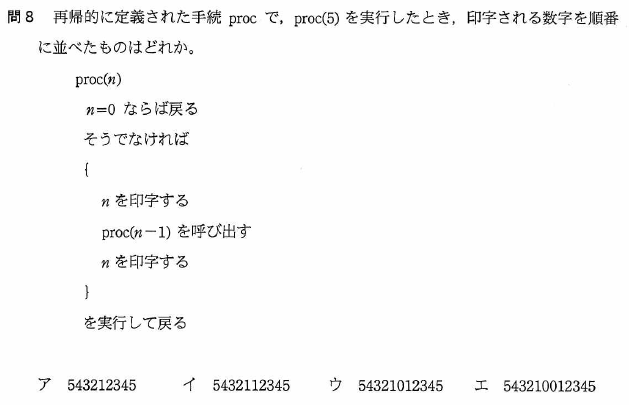 問8 再帰的に定義された手続 proc で，proc(5) を実行したとき，印字される数字を順番
に並べたものはどれか。
proc(n)
n=0 ならば戻る
そうでなければ
{
n を印字する
proc(n－1) を呼び出す
n を印字する
}
を実行して戻る
ア 543212345 イ 5432112345 ウ 54321012345 エ 543210012345